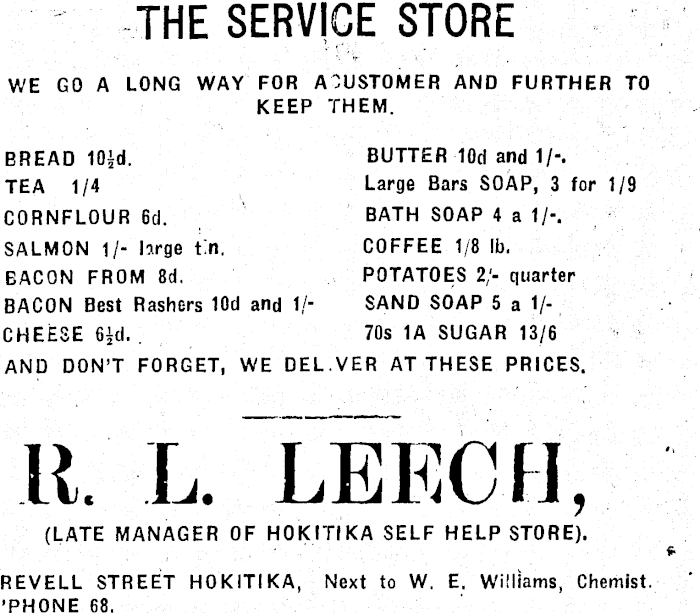 THE SERVICE STORE
WE GO A LONG WAY FOR A CUSTOMER AND FURTHER TO
KEEP THEM.
BREAD 10½d.
TEA 1/4
CORNFLOUR 6d.
SALMON 1/- large tin.
BACON FROM 8d.
BACON Best Rashers 10d and 1/-
CHEESE 6½d.
BUTTER 10d and 1/-.
Large Bars SOAP, 3 for 1/9
BATH SOAP 4 a 1/-.
COFFEE 1/8 lb.
POTATOES 2/- quarter
SAND SOAP 5 a 1/-
70s 1A SUGAR 13/6
AND DON'T FORGET, WE DELIVER AT THESE PRICES.
R. L. LEECH,
(LATE MANAGER OF HOKITIKA SELF HELP STORE).
REVELL STREET HOKITIKA, Next to W. E. Williams, Chemist.
'PHONE 68.